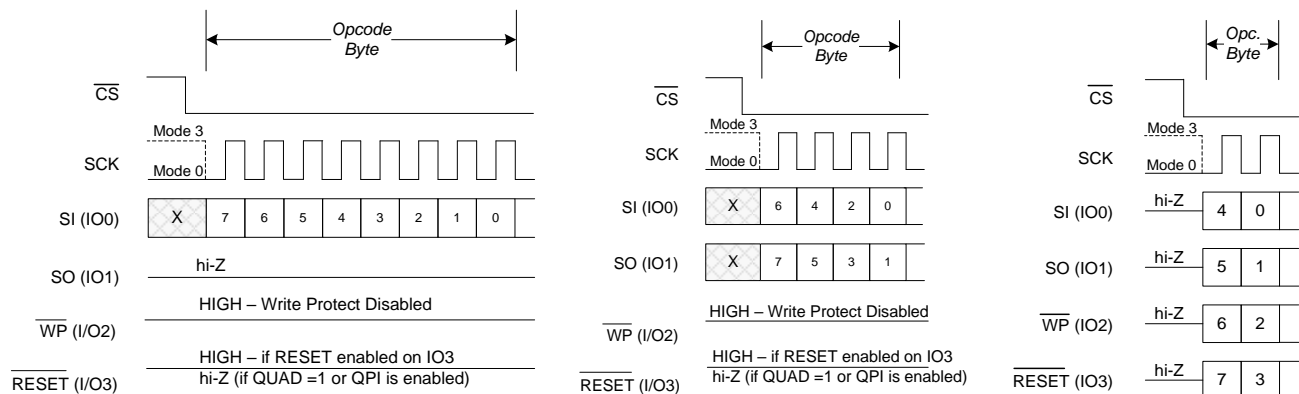 Opcode
Byte
CS
Mode 3
SCK
Mode 0
SI (IO0)
X 7 6 5 4 3 2 1 0
SO (IO1)
hi-Z
HIGH – Write Protect Disabled
WP (I/O2)
HIGH – if RESET enabled on IO3
RESET (I/O3)
hi-Z (if QUAD =1 or QPI is enabled)
Opcode
Byte
CS
Mode 3
SCK
Mode 0
SI (IO0)
X 6 4 2 0
SO (IO1)
X 7 5 3 1
HIGH – Write Protect Disabled
WP (I/O2)
HIGH – if RESET enabled on IO3
RESET (I/O3)
hi-Z (if QUAD =1 or QPI is enabled)
Opc.
Byte
CS
Mode 3
SCK
Mode 0
SI (IO0) hi-Z 4 0
SO (IO1) hi-Z 5 1
WP (IO2) hi-Z 6 2
RESET (IO3) hi-Z 7 3